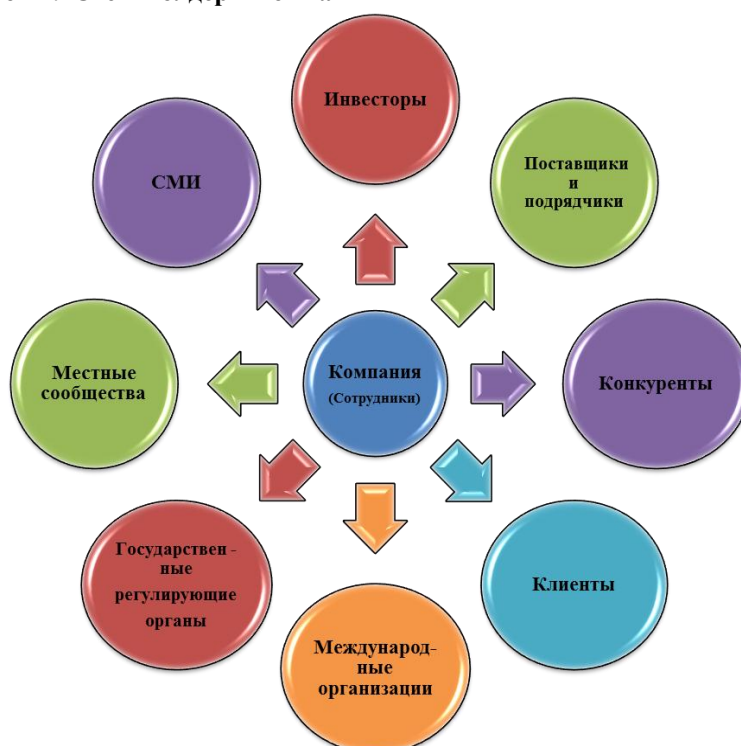 Инвесторы
СМИ
Поставщики
и
подрядчики
Местные
сообщества
Компания
(Сотрудники)
Конкуренты
Государствен -
ные
регулирующие
органы
Клиенты
Международ-
ные
организации